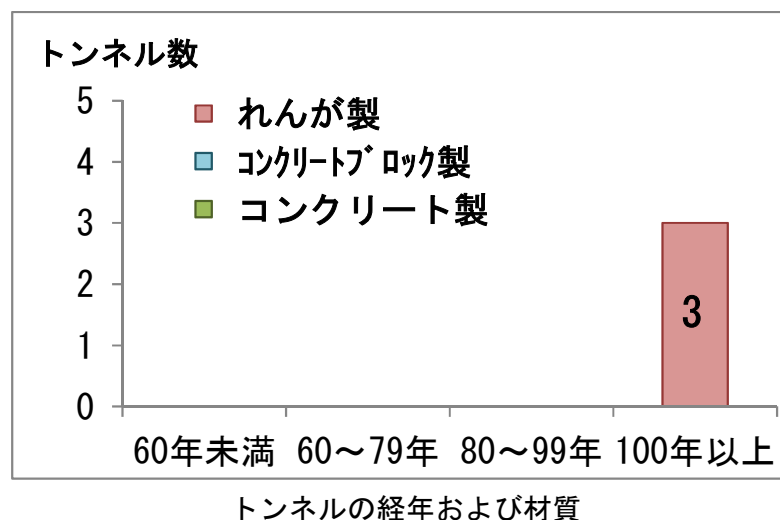 トンネル数
5
4
3
2
1
0
れんが製
ｺﾝｸﾘｰﾄﾌﾞﾛｯｸ製
コンクリート製
3
60年未満 60～79年 80～99年 100年以上
トンネルの経年および材質